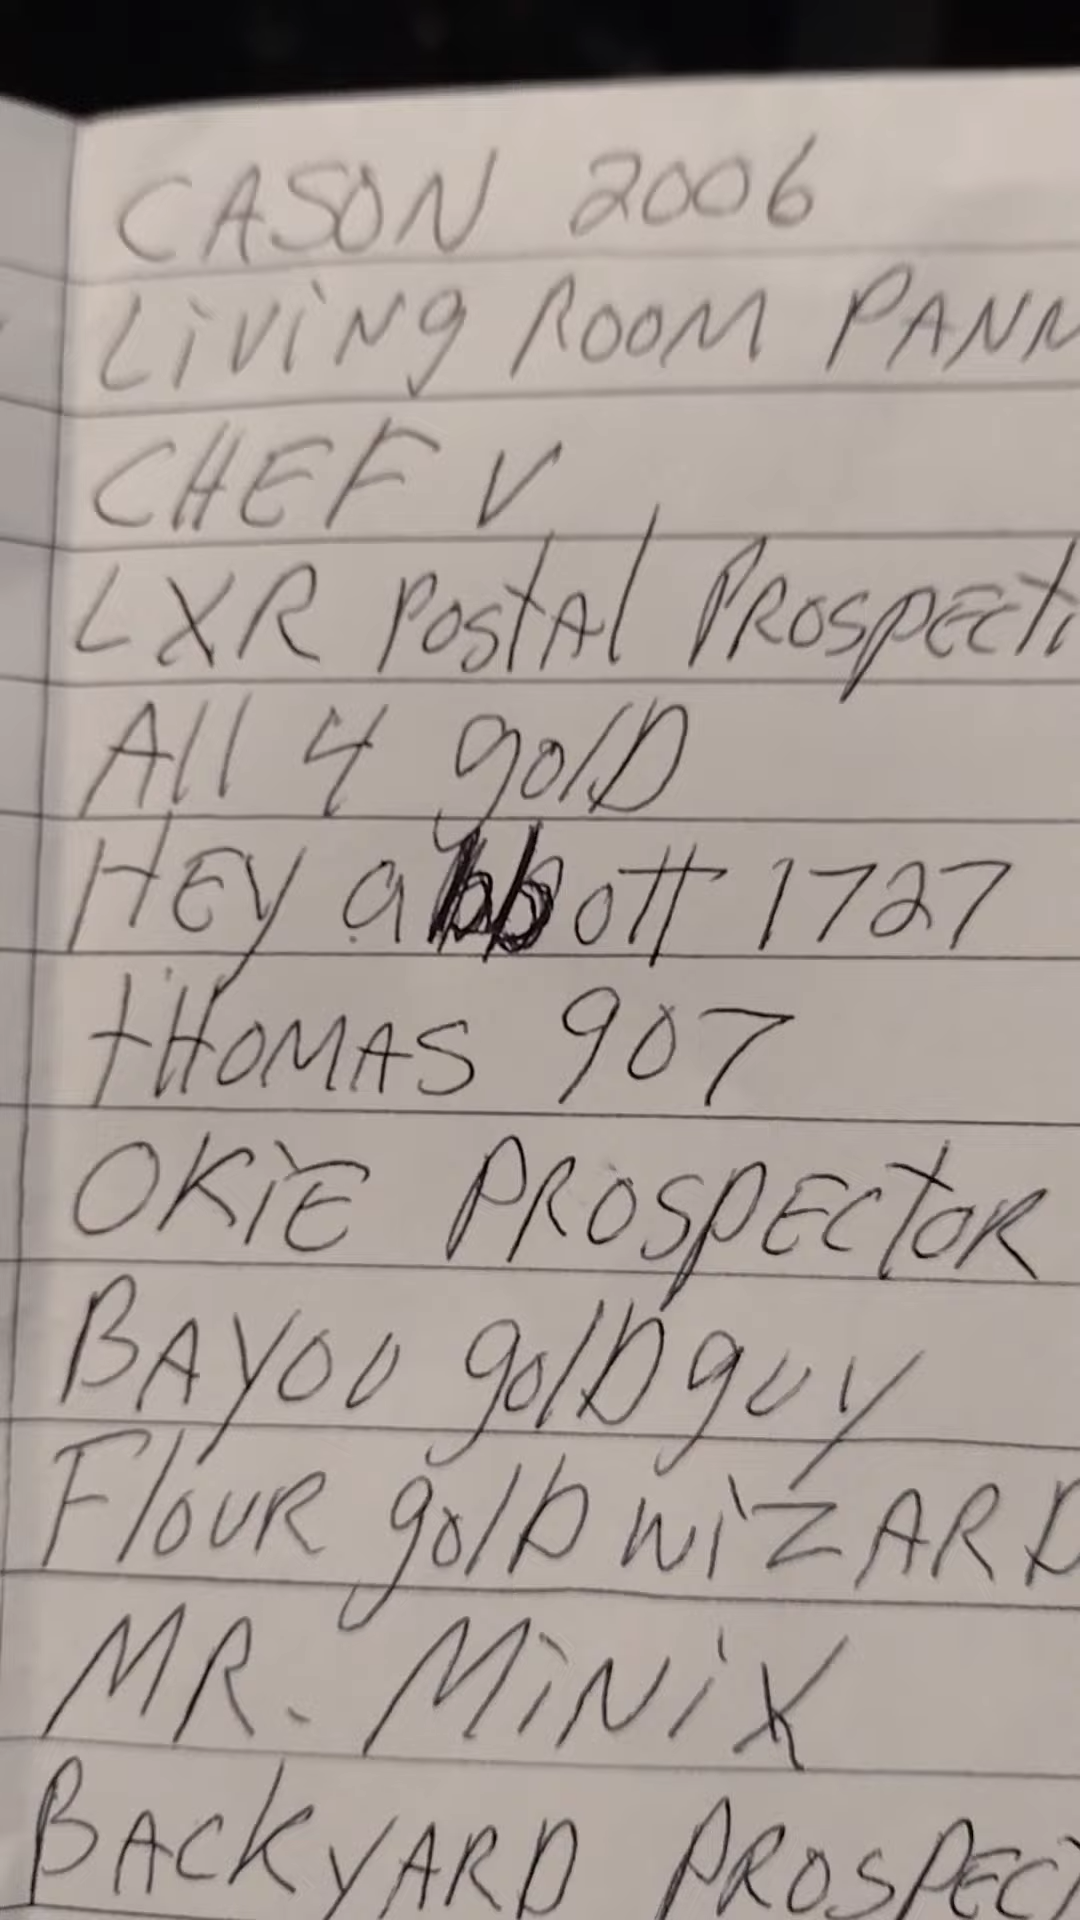 CASON 2006
LiViNg ROOM PANN
CHEF V
LXR POStAl PROSPECti
All 4 golD
HEY abbott 1727
tHOMAS 907
OKiE PROSPECtOR
BAYOU golD guy
FlOUR golD wiZARD
MR. MiNiX
BACKYARD PROSPECT